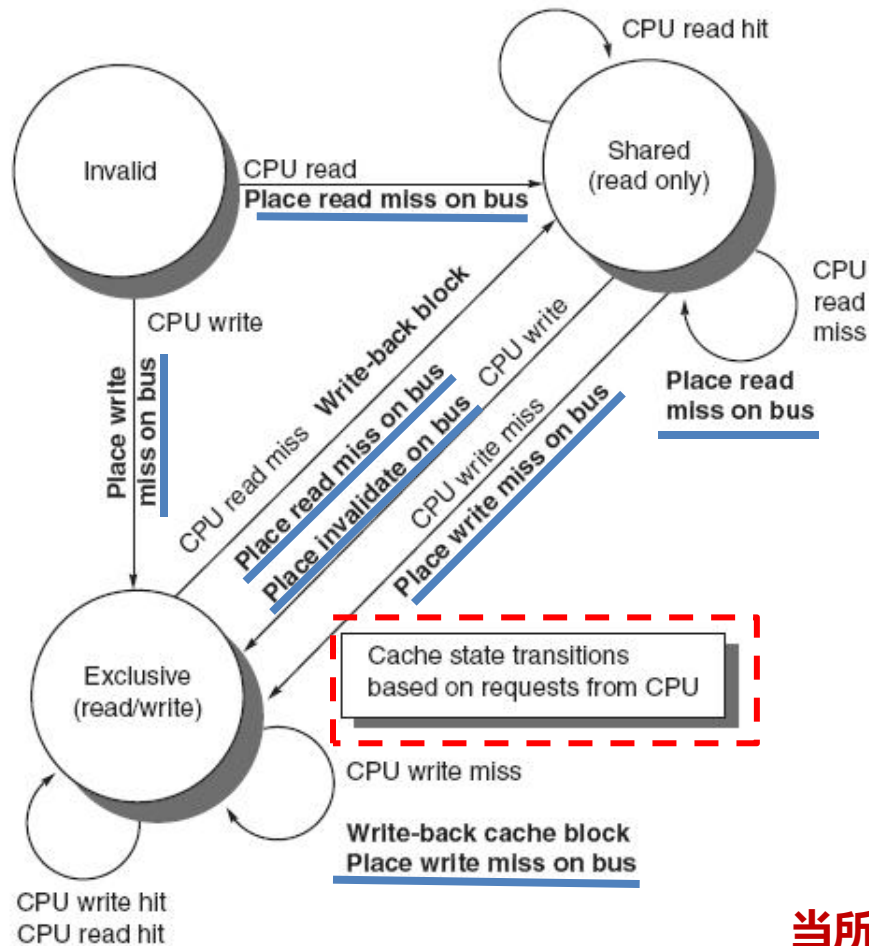 CPU read hit
Invalid
Shared
(read only)
CPU read
Place read miss on bus
CPU
read
miss
Place read
miss on bus
CPU write
Place write
miss on bus
CPU read miss
Write-back block
Place read miss on bus
CPU write
Place invalidate on bus
CPU write miss
Place write miss on bus
Cache state transitions
based on requests from CPU
Exclusive
(read/write)
CPU write miss
Write-back cache block
Place write miss on bus
CPU write hit
CPU read hit
当所